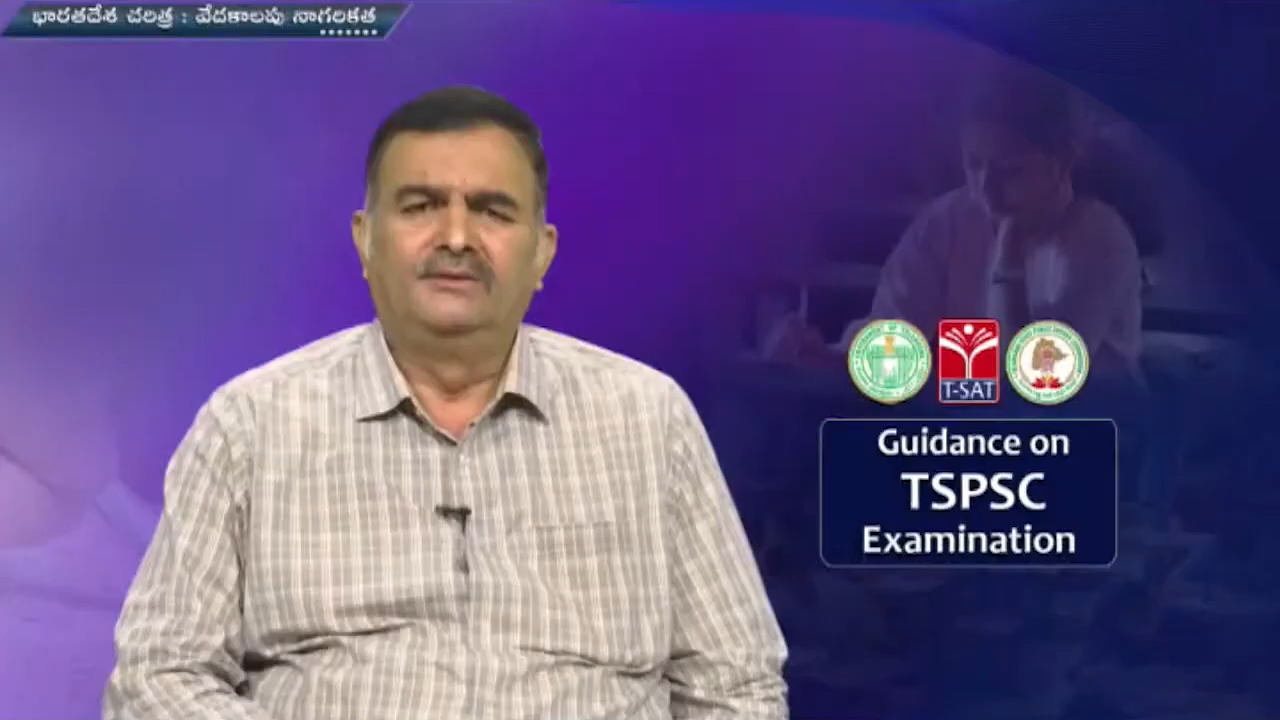 భారతదేశ చరిత్ర : వేదకాలపు నాగరికత
T-SAT
Guidance on
TSPSC
Examination